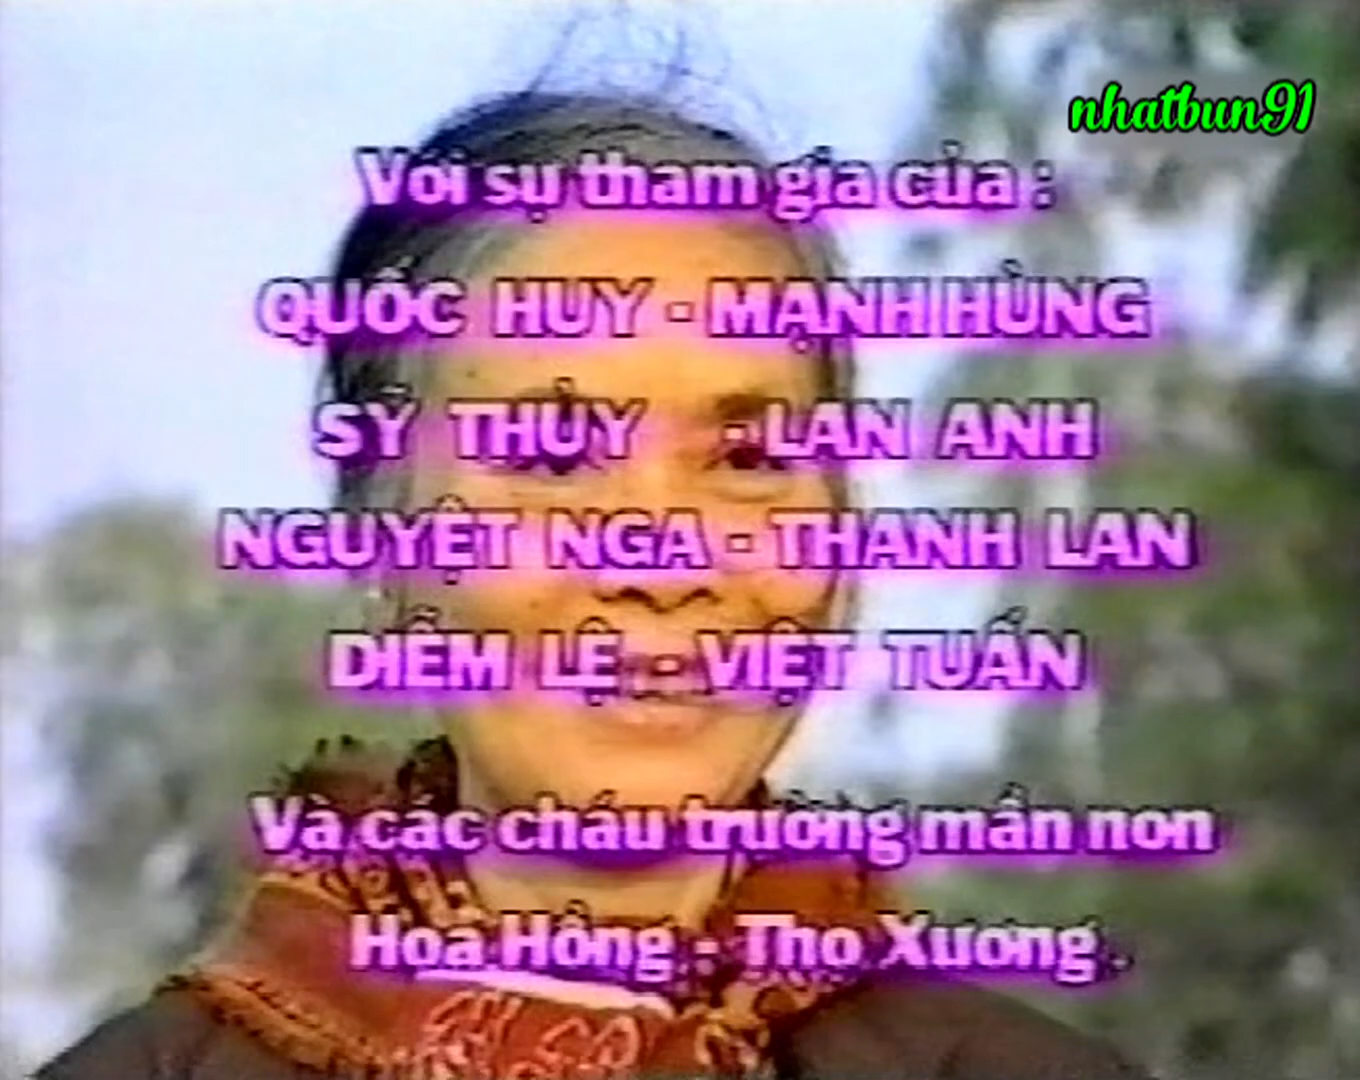 nhatbun91
Với sự tham gia của :
QUỐC HUY - MẠNH HÙNG
SỸ THỦY - LAN ANH
NGUYỆT NGA - THANH LAN
DIỄM LỆ - VIỆT TUẤN
Và các cháu trường mần non
Hoa Hồng - Thọ Xương.